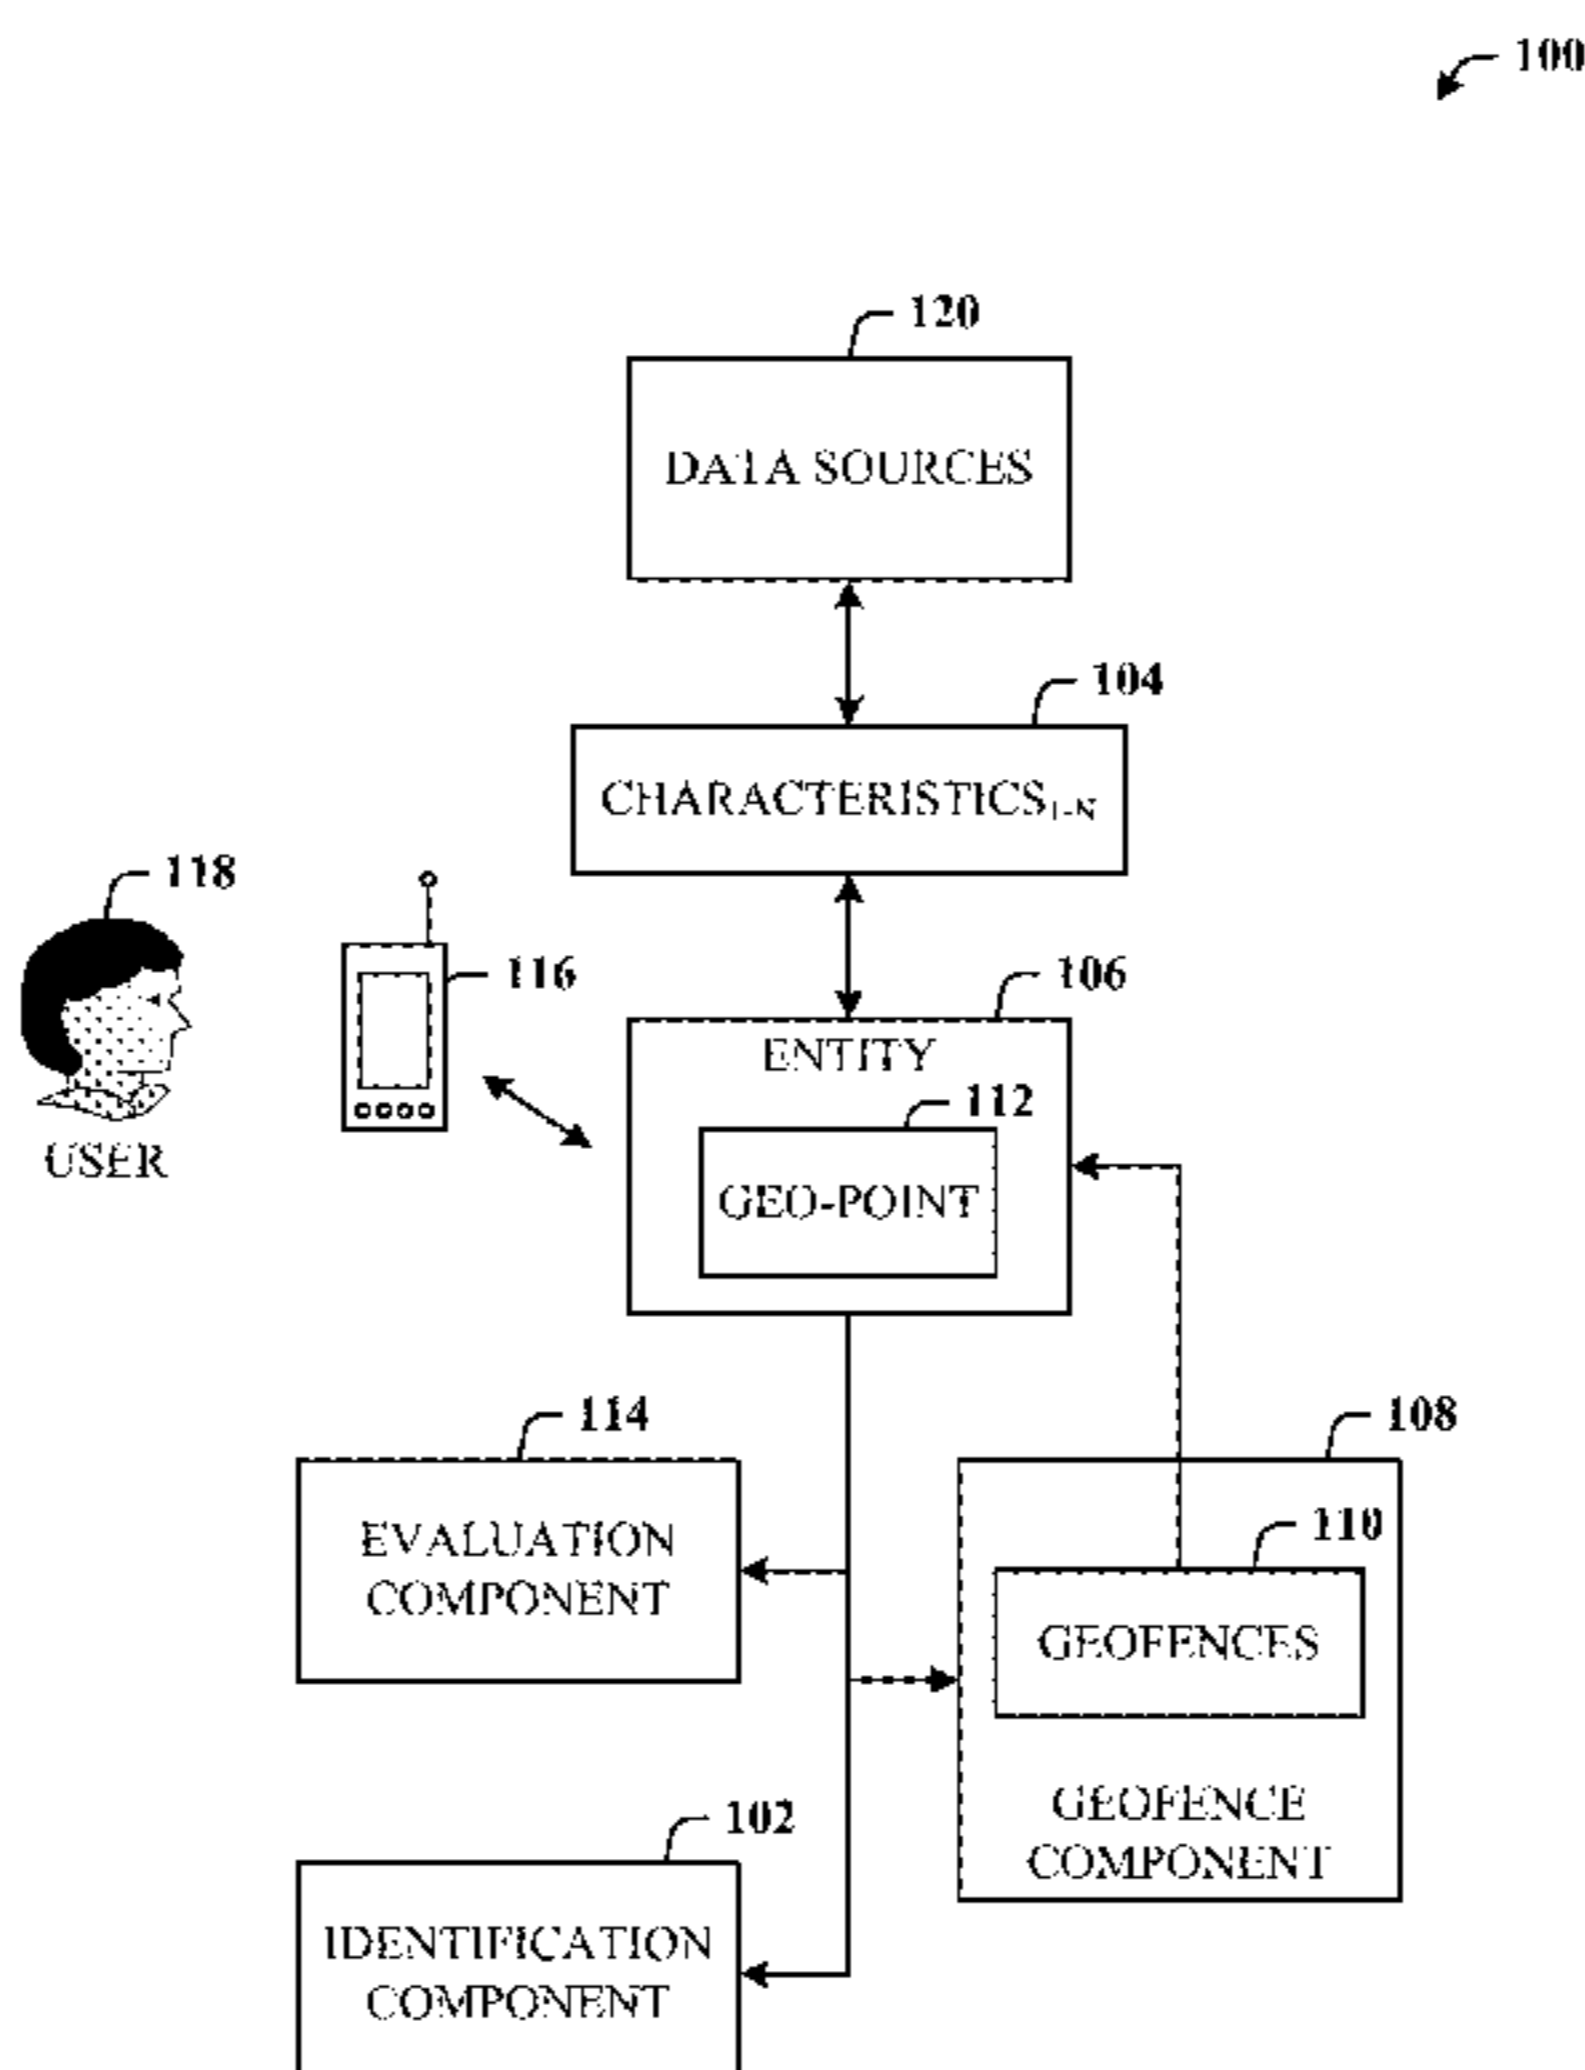 100
120
DATA SOURCES
104
CHARACTERISTICS1-N
118
116
106
ENTITY
112
USER
GEO-POINT
114
108
EVALUATION
COMPONENT
110
GEOFENCES
102
GEOFENCE
COMPONENT
IDENTIFICATION
COMPONENT